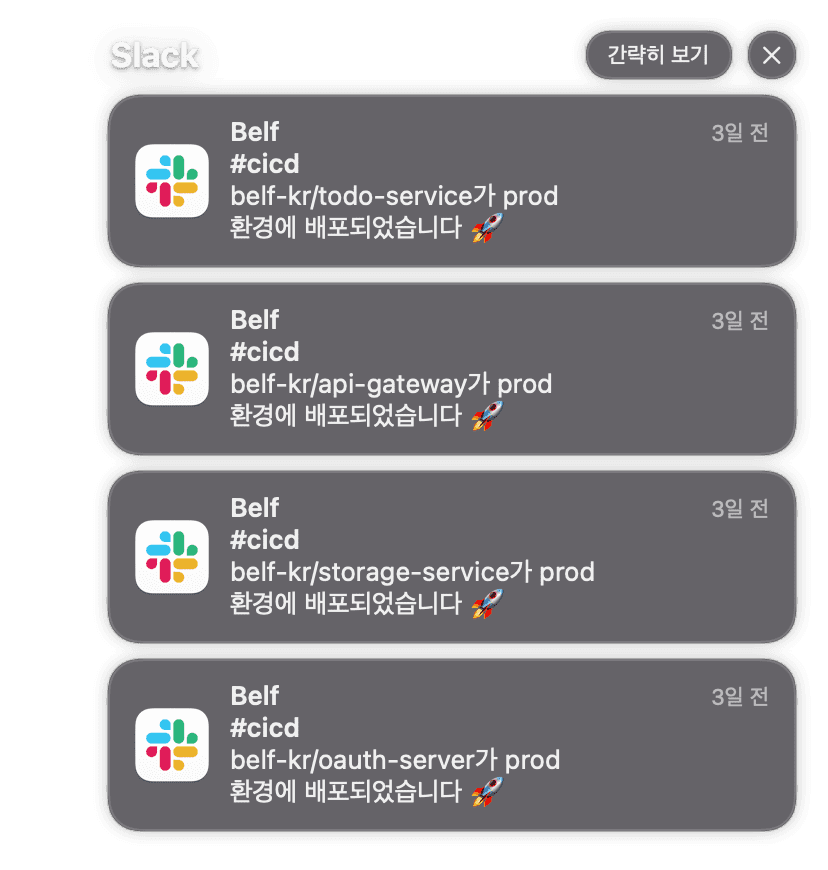 Slack
간략히 보기
Belf
3일 전
#cicd
belf-kr/todo-service가 prod
환경에 배포되었습니다 🚀
Belf
3일 전
#cicd
belf-kr/api-gateway가 prod
환경에 배포되었습니다 🚀
Belf
3일 전
#cicd
belf-kr/storage-service가 prod
환경에 배포되었습니다 🚀
Belf
3일 전
#cicd
belf-kr/oauth-server가 prod
환경에 배포되었습니다 🚀